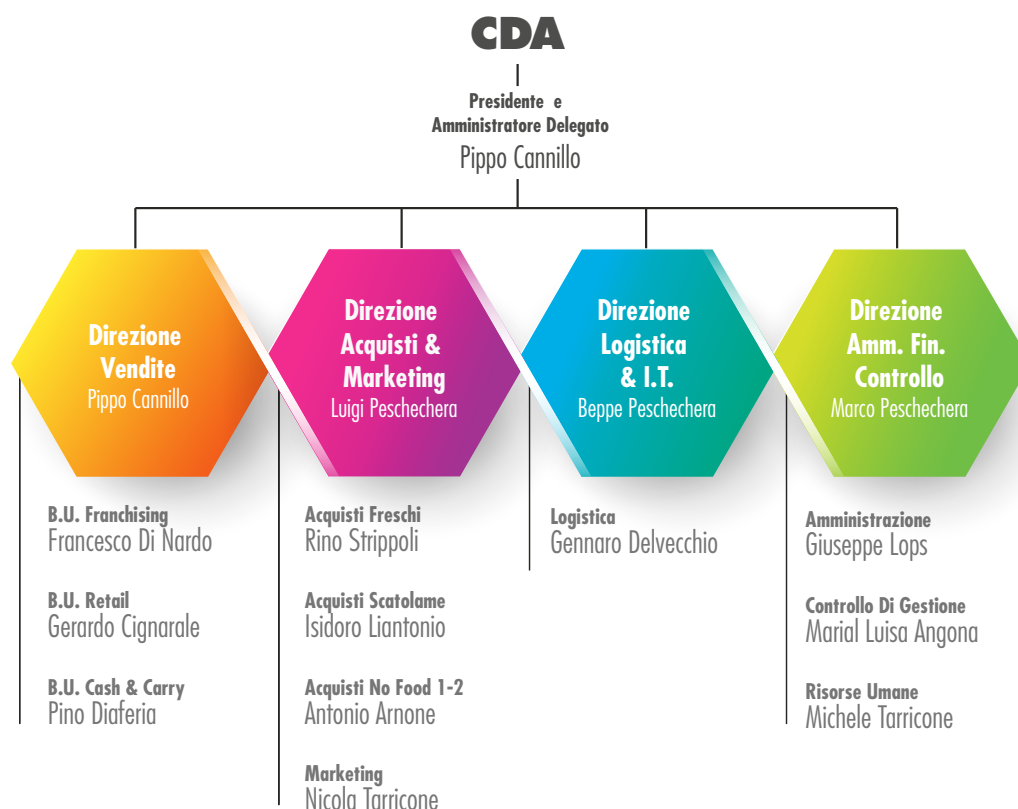 CDA
Presidente e
Amministratore Delegato
Pippo Cannillo
Direzione
Vendite
Pippo Cannillo
B.U. Franchising
Francesco Di Nardo
B.U. Retail
Gerardo Cignarale
B.U. Cash & Carry
Pino Diaferia
Direzione
Acquisti &
Marketing
Luigi Peschechera
Acquisti Freschi
Rino Strippoli
Acquisti Scatolame
Isidoro Liantonio
Acquisti No Food 1-2
Antonio Arnone
Marketing
Nicola Tarricone
Direzione
Logistica
& I.T.
Beppe Peschechera
Logistica
Gennaro Delvecchio
Direzione
Amm. Fin.
Controllo
Marco Peschechera
Amministrazione
Giuseppe Lops
Controllo Di Gestione
Marial Luisa Angona
Risorse Umane
Michele Tarricone